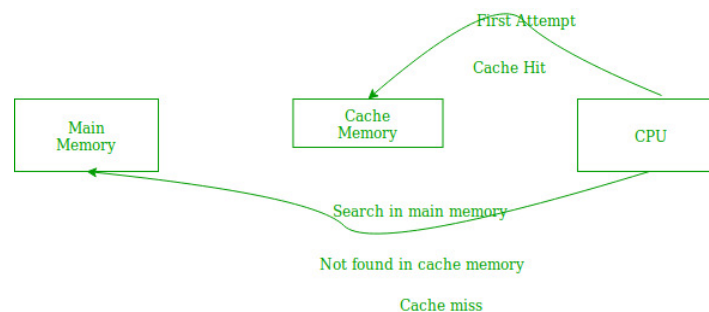 First Attempt
Cache Hit
Main
Memory
Cache
Memory
CPU
Search in main memory
Not found in cache memory
Cache miss